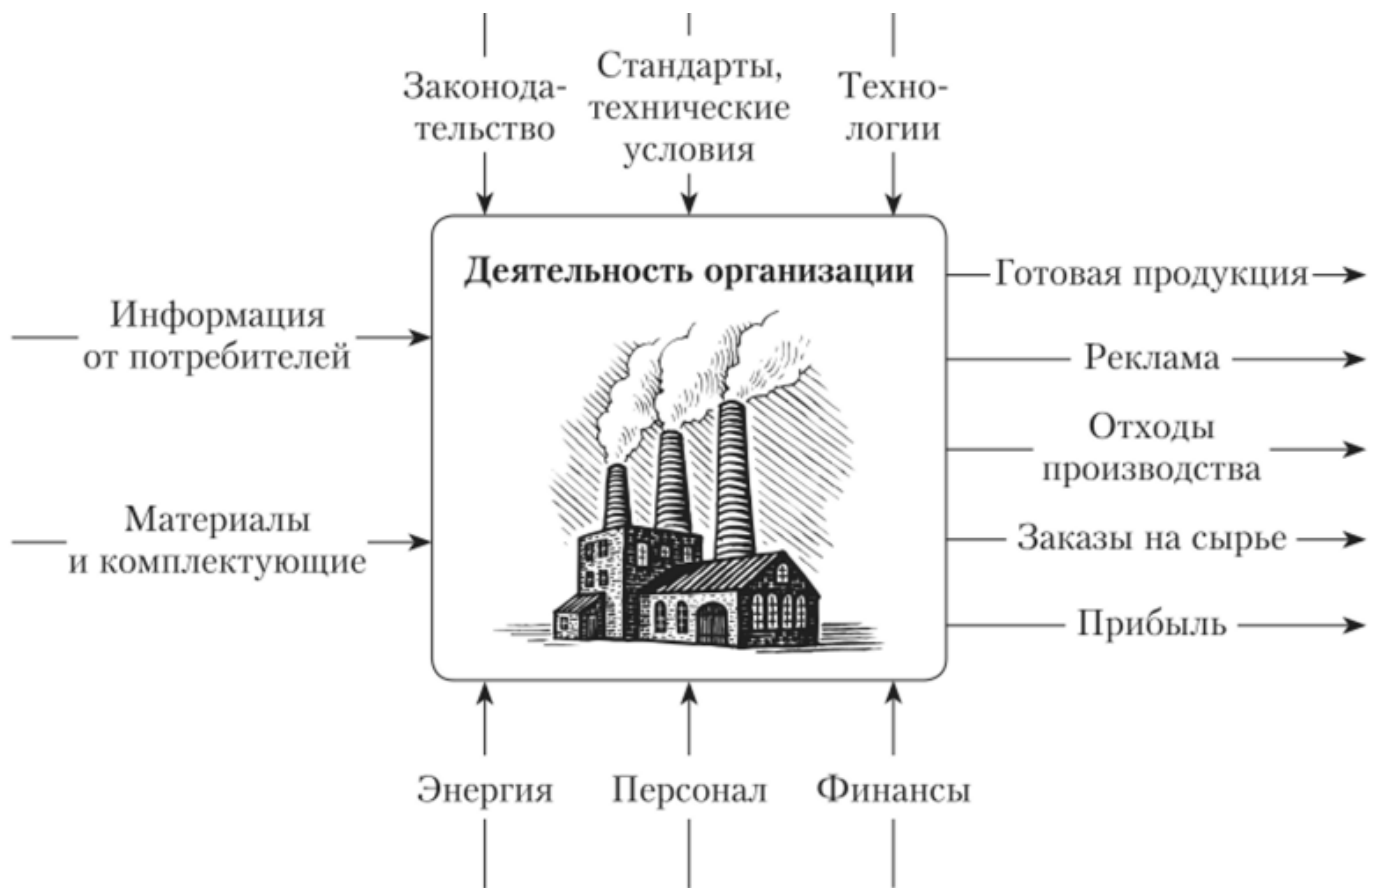 Законода-
тельство
Стандарты,
технические
условия
Техно-
логии
Деятельность организации
Информация
от потребителей
Материалы
и комплектующие
Готовая продукция
Реклама
Отходы
производства
Заказы на сырье
Прибыль
Энергия
Персонал
Финансы